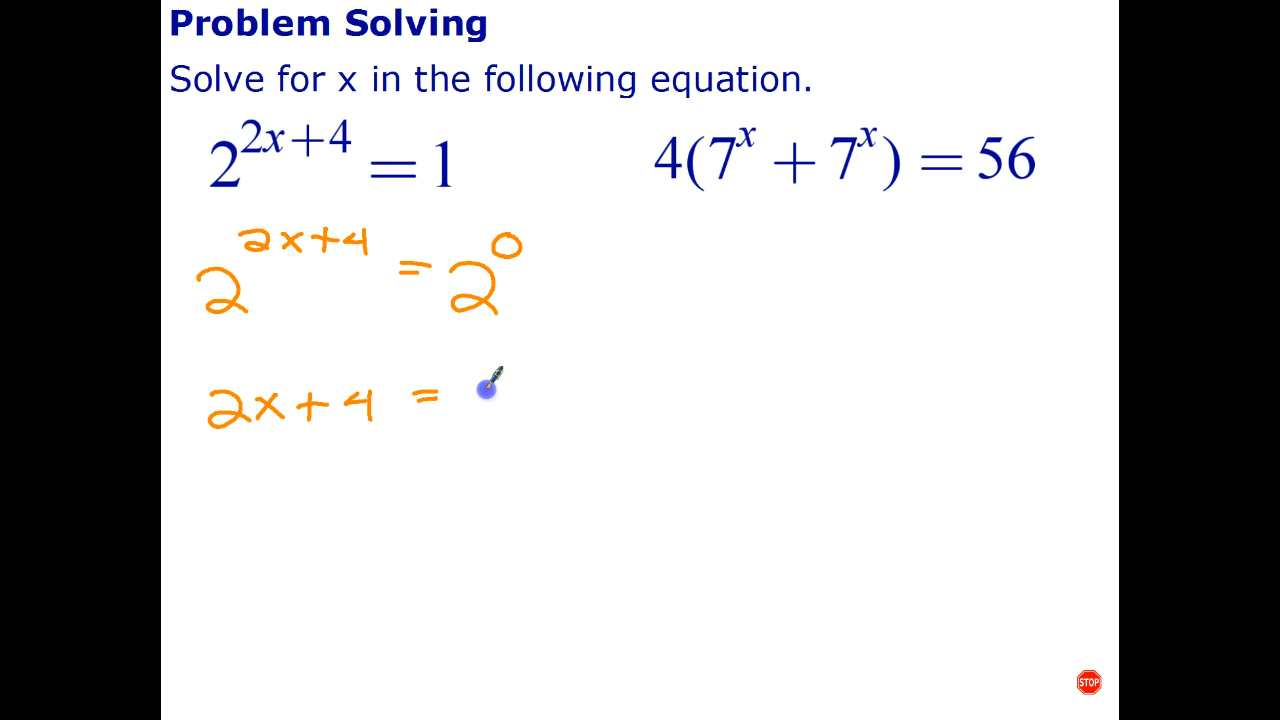 Problem Solving
Solve for x in the following equation.
2^{2x+4} = 1
4(7^x + 7^x) = 56
2^{2x+4} = 2^0
2x+4 =
STOP